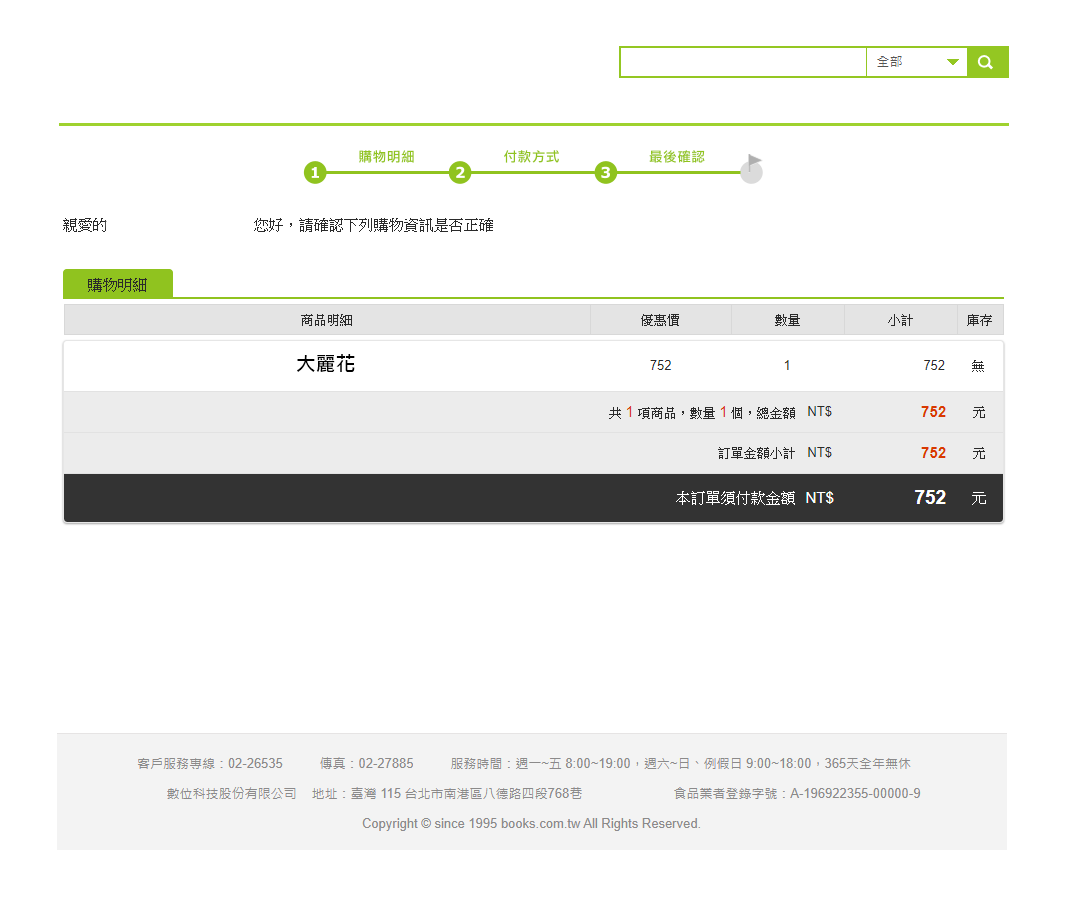 全部
購物明細 付款方式 最後確認
1 2 3
親愛的 您好，請確認下列購物資訊是否正確
購物明細
商品明細 優惠價 數量 小計 庫存
大麗花 752 1 752 無
共 1 項商品，數量 1 個，總金額 NT$ 752 元
訂單金額小計 NT$ 752 元
本訂單須付款金額 NT$ 752 元
客戶服務專線：02-26535 傳真：02-27885 服務時間：週一~五 8:00~19:00，週六~日、例假日 9:00~18:00，365天全年無休
數位科技股份有限公司 地址：臺灣 115 台北市南港區八德路四段768巷 食品業者登錄字號：A-196922355-00000-9
Copyright © since 1995 books.com.tw All Rights Reserved.